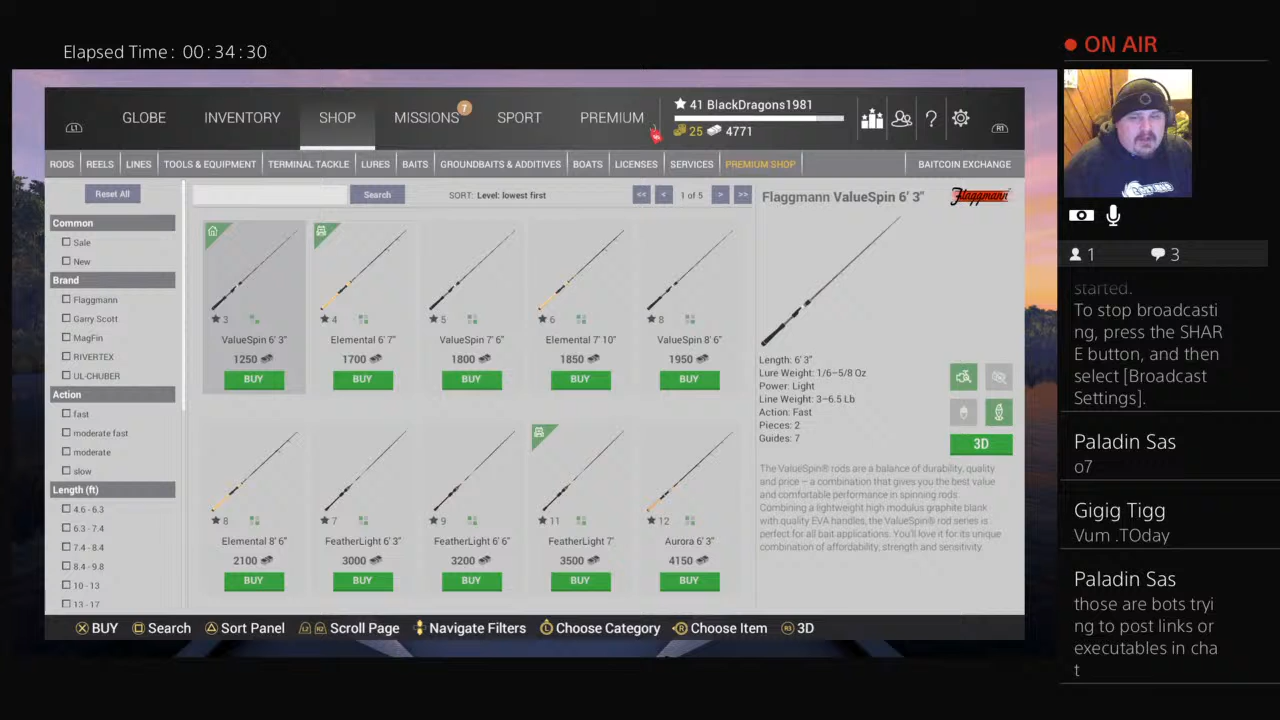 Elapsed Time: 00:34:30
ON AIR
GLOBE INVENTORY SHOP MISSIONS 7 SPORT PREMIUM
41 BlackDragons1981
25 4771
L1 ? R1
RODS REELS LINES TOOLS & EQUIPMENT TERMINAL TACKLE LURES BAITS GROUNDBAITS & ADDITIVES BOATS LICENSES SERVICES PREMIUM SHOP BAITCOIN EXCHANGE
Reset All
Search SORT: Level: lowest first << < 1 of 5 > >>
Common
Sale
New
Brand
Flaggmann
Garry Scott
MagFin
RIVERTEX
UL-CHUBER
Action
fast
moderate fast
moderate
slow
Length (ft)
4.6 - 6.3
6.3 - 7.4
7.4 - 8.4
8.4 - 9.8
10 - 13
13 - 17
3 4 5 6 8
ValueSpin 6' 3" Elemental 6' 7" ValueSpin 7' 6" Elemental 7' 10" ValueSpin 8' 6"
1250 1700 1800 1850 1950
BUY BUY BUY BUY BUY
8 7 9 11 12
Elemental 8' 6" FeatherLight 6' 3" FeatherLight 6' 6" FeatherLight 7' Aurora 6' 3"
2100 3000 3200 3500 4150
BUY BUY BUY BUY BUY
Flaggmann ValueSpin 6' 3"
Flaggmann
Length: 6' 3"
Lure Weight: 1/6–5/8 Oz
Power: Light
Line Weight: 3–6.5 Lb
Action: Fast
Pieces: 2
Guides: 7
3D
The ValueSpin® rods are a balance of durability, quality
and price – a combination that gives you the best value
and comfortable performance in spinning rods.
Combining a lightweight high modulus graphite blank
with quality EVA handles, the ValueSpin® rod series is
perfect for all bait applications. You'll love it for its unique
combination of affordability, strength and sensitivity.
BUY Search Sort Panel L2 R2 Scroll Page Navigate Filters L Choose Category R Choose Item R3 3D
1 3
started.
To stop broadcasti
ng, press the SHAR
E button, and then
select [Broadcast
Settings].
Paladin Sas
o7
Gigig Tigg
Vum .TOday
Paladin Sas
those are bots tryi
ng to post links or
executables in cha
t